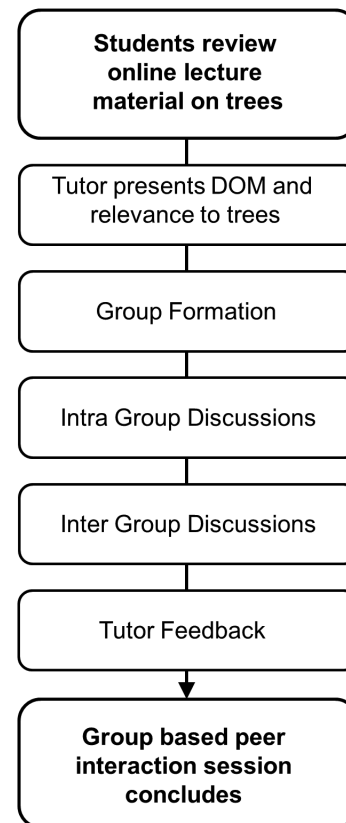 Students review
online lecture
material on trees
Tutor presents DOM and
relevance to trees
Group Formation
Intra Group Discussions
Inter Group Discussions
Tutor Feedback
Group based peer
interaction session
concludes